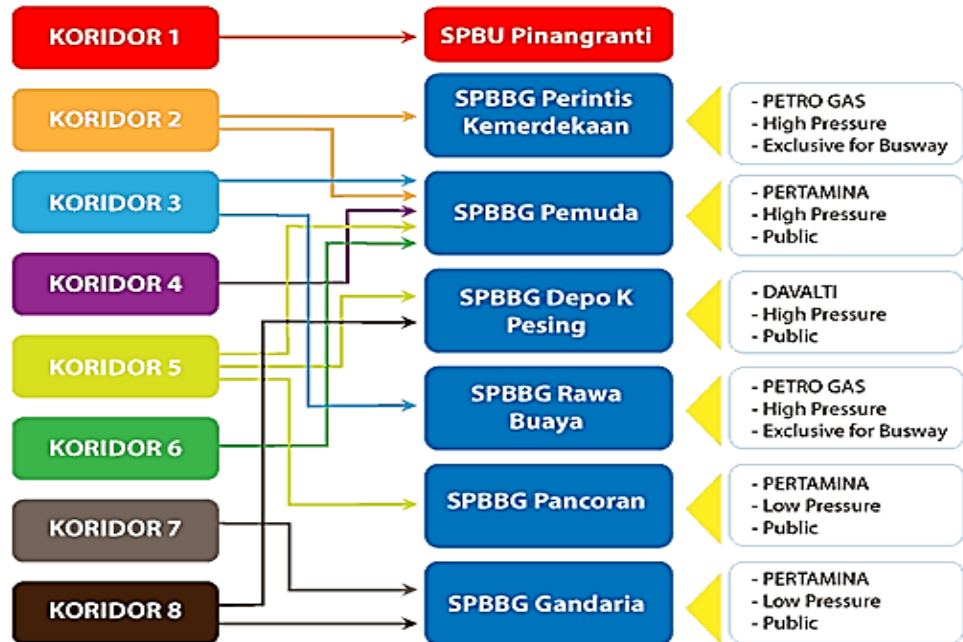 KORIDOR 1
SPBU Pinangranti
KORIDOR 2
SPBBG Perintis
Kemerdekaan
- PETRO GAS
- High Pressure
- Exclusive for Busway
KORIDOR 3
SPBBG Pemuda
- PERTAMINA
- High Pressure
- Public
KORIDOR 4
SPBBG Depo K
Pesing
- DAVALTI
- High Pressure
- Public
KORIDOR 5
SPBBG Rawa
Buaya
- PETRO GAS
- High Pressure
- Exclusive for Busway
KORIDOR 6
SPBBG Pancoran
- PERTAMINA
- Low Pressure
- Public
KORIDOR 7
KORIDOR 8
SPBBG Gandaria
- PERTAMINA
- Low Pressure
- Public